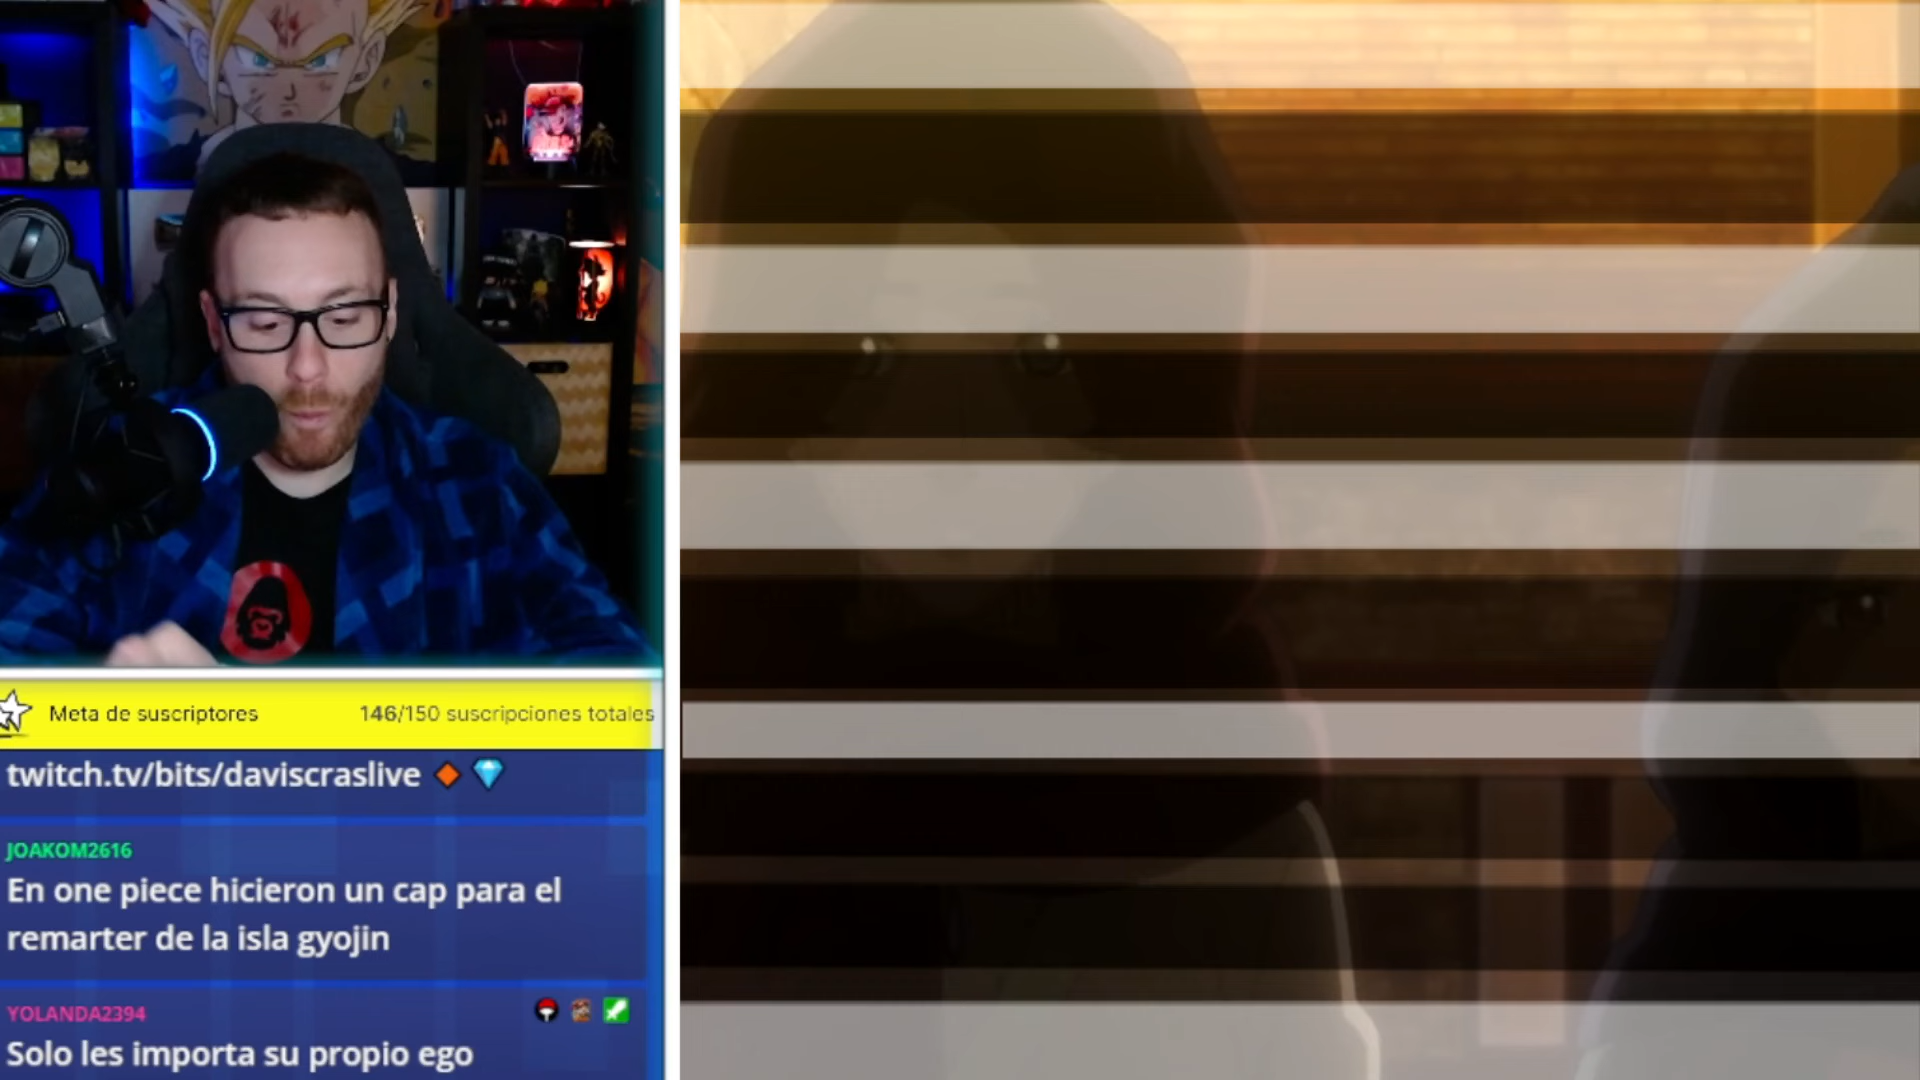 Meta de suscriptores 146/150 suscripciones totales
twitch.tv/bits/daviscraslive
JOAKOM2616
En one piece hicieron un cap para el
remarter de la isla gyojin
YOLANDA2394
Solo les importa su propio ego